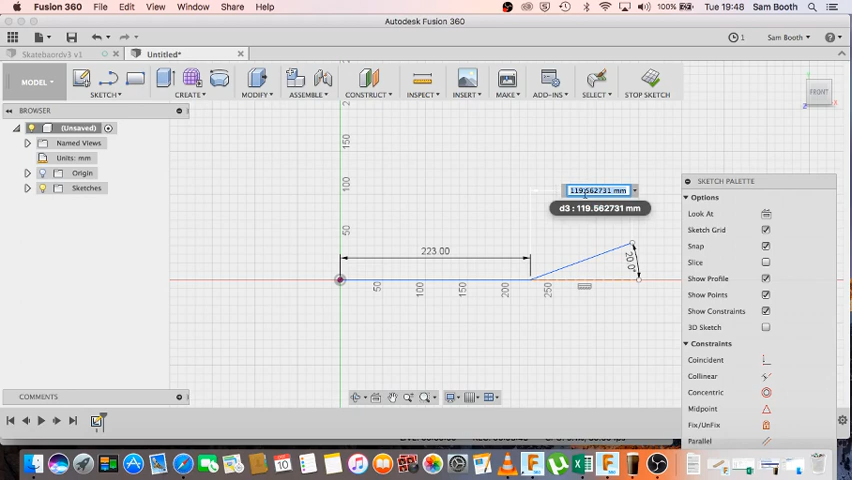 Fusion 360 File Edit View Window Share Help 100% Tue 19:48 Sam Booth
Autodesk Fusion 360
1 Sam Booth
Skatebaordv3 v1 Untitled*
MODEL SKETCH CREATE MODIFY ASSEMBLE CONSTRUCT INSPECT INSERT MAKE ADD-INS SELECT STOP SKETCH
BROWSER
(Unsaved)
Named Views
Units: mm
Origin
Sketches
FRONT
Z X
150
100
50
119.562731 mm
d3 : 119.562731 mm
223.00
20.0°
50 100 150 200 250
SKETCH PALETTE
Options
Look At
Sketch Grid
Snap
Slice
Show Profile
Show Points
Show Constraints
3D Sketch
Constraints
Coincident
Collinear
Concentric
Midpoint
Fix/UnFix
Parallel
COMMENTS